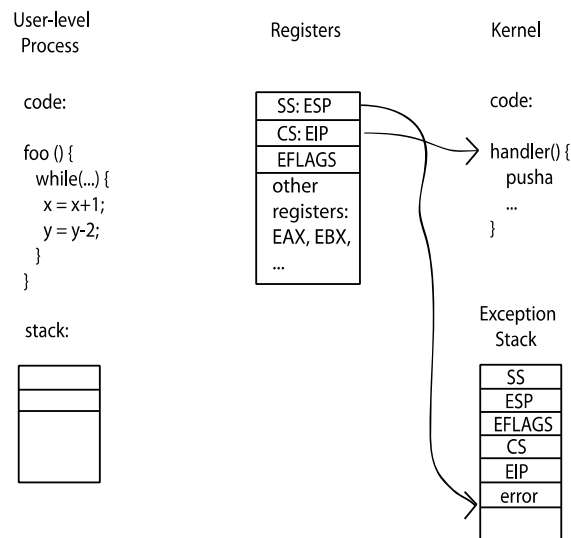 User-level
Process
code:
foo () {
while(...) {
x = x+1;
y = y-2;
}
}
stack:
Registers
SS: ESP
CS: EIP
EFLAGS
other
registers:
EAX, EBX,
...
Kernel
code:
handler() {
pusha
...
}
Exception
Stack
SS
ESP
EFLAGS
CS
EIP
error